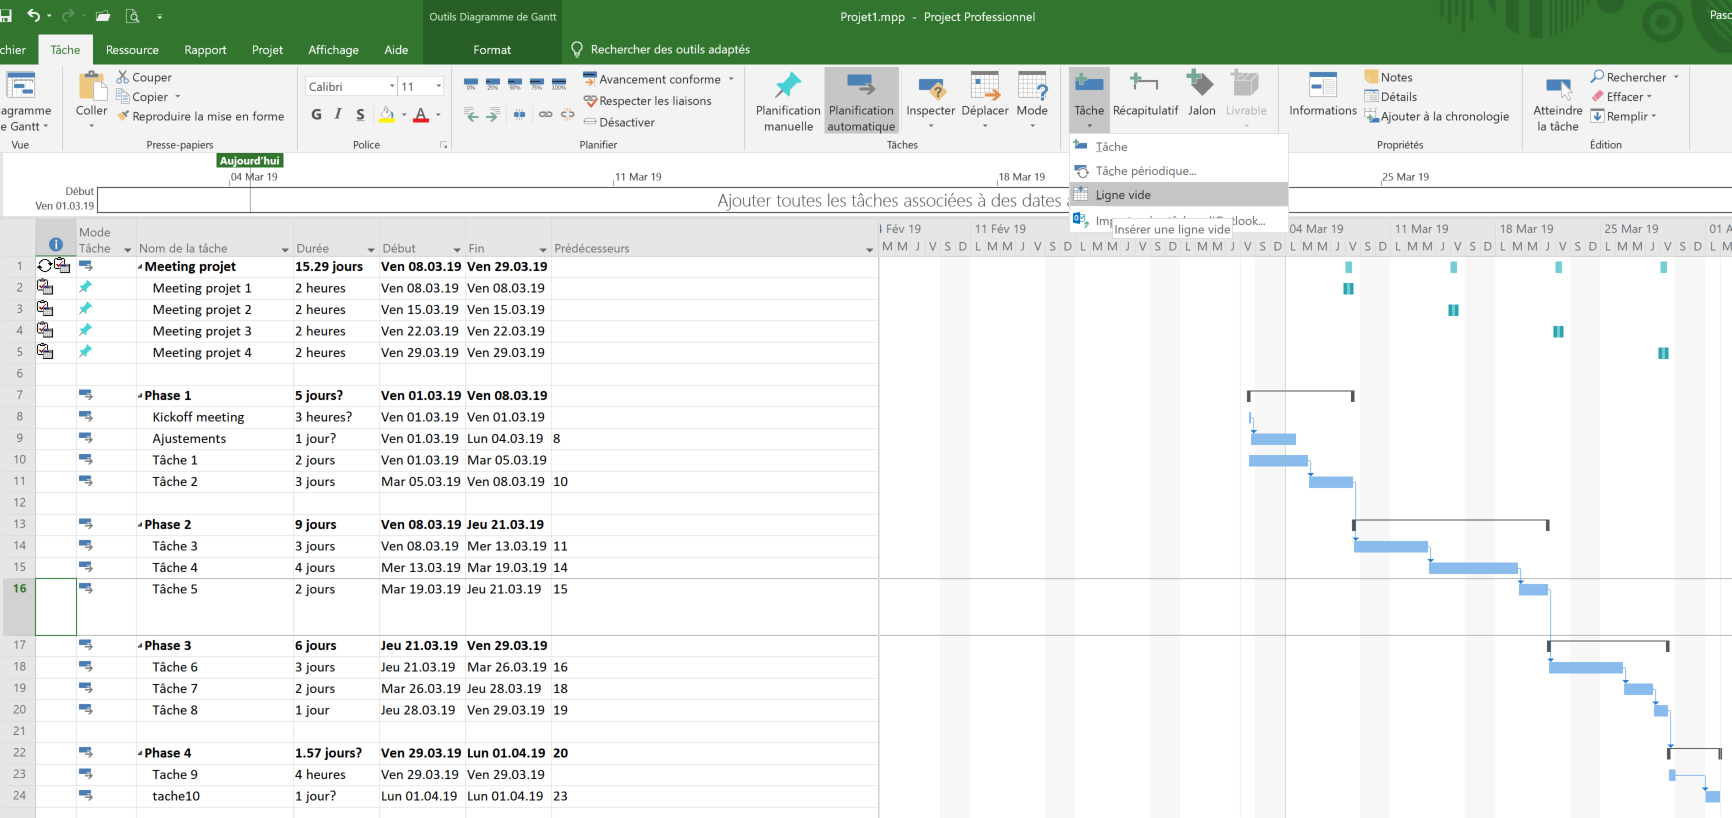 Outils Diagramme de Gantt
Projet1.mpp - Project Professionnel
Pasc
chier
Tâche
Ressource
Rapport
Projet
Affichage
Aide
Format
Rechercher des outils adaptés
agramme
e Gantt
Vue
Coller
Couper
Copier
Reproduire la mise en forme
Presse-papiers
Calibri
11
G I S A
Police
0% 25% 50% 75% 100%
Avancement conforme
Respecter les liaisons
Désactiver
Planifier
Planification manuelle
Planification automatique
Inspecter
Déplacer
Mode
Tâches
Tâche
Récapitulatif
Jalon
Livrable
Informations
Notes
Détails
Ajouter à la chronologie
Propriétés
Atteindre la tâche
Rechercher
Effacer
Remplir
Édition
Tâche
Tâche périodique...
Ligne vide
Insérer une ligne vide
Aujourd'hui
04 Mar 19
11 Mar 19
18 Mar 19
25 Mar 19
Début
Ven 01.03.19
Ajouter toutes les tâches associées à des dates
Mode Tâche
Nom de la tâche
Durée
Début
Fin
Prédécesseurs
4 Fév 19
11 Fév 19
04 Mar 19
11 Mar 19
18 Mar 19
25 Mar 19
01 A
M M J V S D L M M J V S D L M M J V S D L M M J V S D L M M J V S D L M M J V S D L M M J V S D L M M J V S D L M
1 Meeting projet 15.29 jours Ven 08.03.19 Ven 29.03.19
2 Meeting projet 1 2 heures Ven 08.03.19 Ven 08.03.19
3 Meeting projet 2 2 heures Ven 15.03.19 Ven 15.03.19
4 Meeting projet 3 2 heures Ven 22.03.19 Ven 22.03.19
5 Meeting projet 4 2 heures Ven 29.03.19 Ven 29.03.19
6
7 Phase 1 5 jours? Ven 01.03.19 Ven 08.03.19
8 Kickoff meeting 3 heures? Ven 01.03.19 Ven 01.03.19
9 Ajustements 1 jour? Ven 01.03.19 Lun 04.03.19 8
10 Tâche 1 2 jours Ven 01.03.19 Mar 05.03.19
11 Tâche 2 3 jours Mar 05.03.19 Ven 08.03.19 10
12
13 Phase 2 9 jours Ven 08.03.19 Jeu 21.03.19
14 Tâche 3 3 jours Ven 08.03.19 Mer 13.03.19 11
15 Tâche 4 4 jours Mer 13.03.19 Mar 19.03.19 14
16 Tâche 5 2 jours Mar 19.03.19 Jeu 21.03.19 15
17 Phase 3 6 jours Jeu 21.03.19 Ven 29.03.19
18 Tâche 6 3 jours Jeu 21.03.19 Mar 26.03.19 16
19 Tâche 7 2 jours Mar 26.03.19 Jeu 28.03.19 18
20 Tâche 8 1 jour Jeu 28.03.19 Ven 29.03.19 19
21
22 Phase 4 1.57 jours? Ven 29.03.19 Lun 01.04.19 20
23 Tache 9 4 heures Ven 29.03.19 Ven 29.03.19
24 tache10 1 jour? Lun 01.04.19 Lun 01.04.19 23